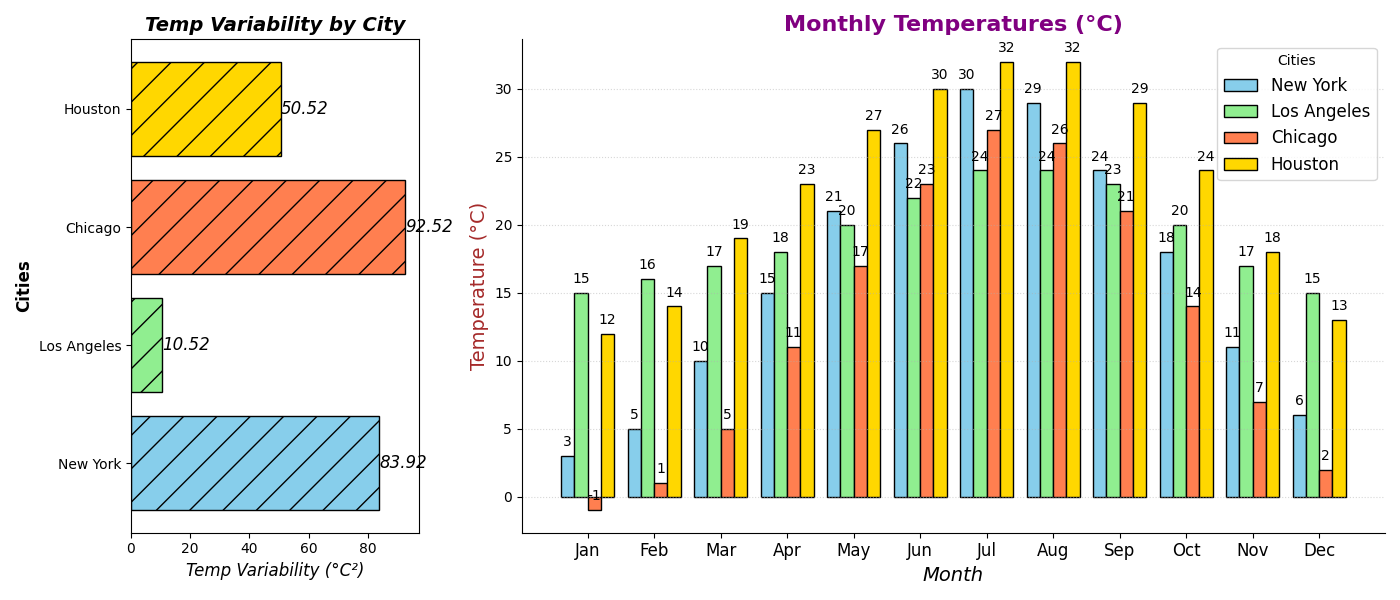 Temp Variability by City
Houston
Chicago
Los Angeles
New York
Cities
50.52
92.52
10.52
83.92
0 20 40 60 80
Temp Variability (°C²)
Monthly Temperatures (°C)
Cities
New York
Los Angeles
Chicago
Houston
Temperature (°C)
30
25
20
15
10
5
0
3 15 -1 12
5 16 1 14
10 17 5 19
15 18 11 23
21 20 17 27
26 22 23 30
30 24 27 32
29 24 26 32
24 23 21 29
18 20 14 24
11 17 7 18
6 15 2 13
Jan Feb Mar Apr May Jun Jul Aug Sep Oct Nov Dec
Month